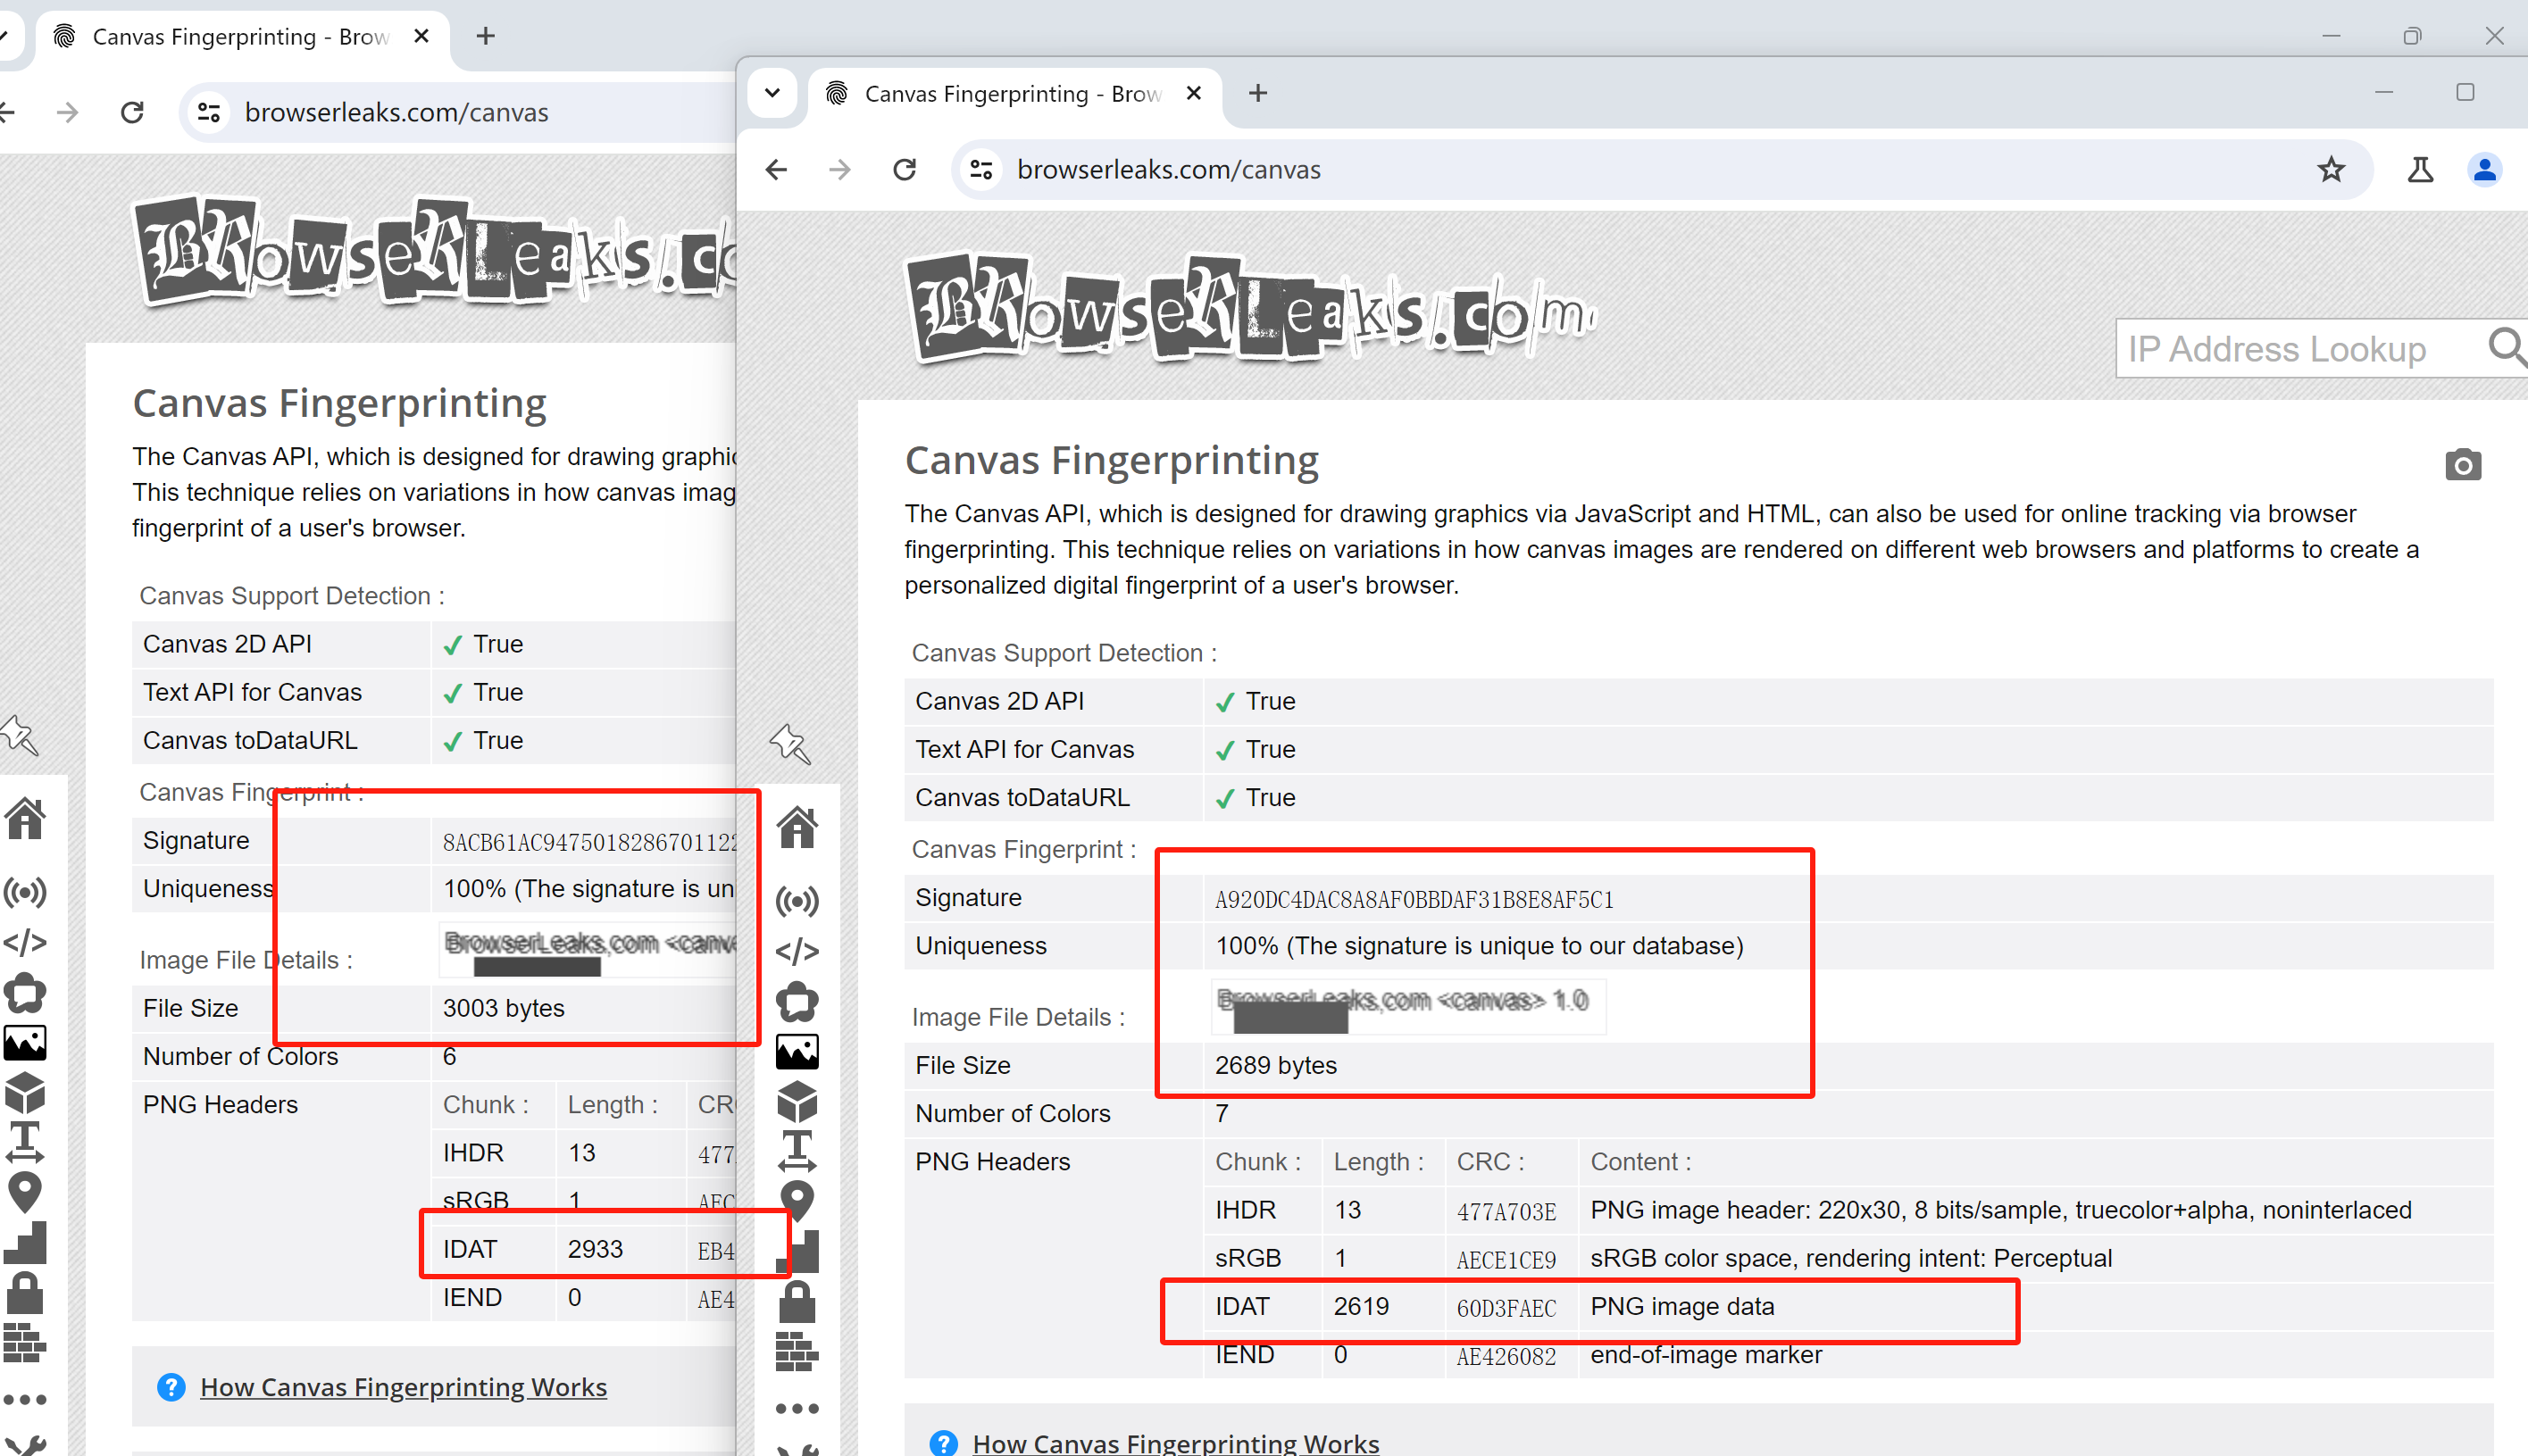 Canvas Fingerprinting - Brow
browserleaks.com/canvas
BRowseRLeaks.co
Canvas Fingerprinting
The Canvas API, which is designed for drawing graphic
This technique relies on variations in how canvas imag
fingerprint of a user's browser.
Canvas Support Detection :
Canvas 2D API True
Text API for Canvas True
Canvas toDataURL True
Canvas Fingerprint :
Signature 8ACB61AC9475018286701122
Uniqueness 100% (The signature is un
BrowserLeaks,com <canva
Image File Details :
File Size 3003 bytes
Number of Colors 6
PNG Headers Chunk : Length : CR
IHDR 13 477
sRGB 1 AEC
IDAT 2933 EB4
IEND 0 AE4
How Canvas Fingerprinting Works
Canvas Fingerprinting - Brow
browserleaks.com/canvas
BRowseRLeaks.com
IP Address Lookup
Canvas Fingerprinting
The Canvas API, which is designed for drawing graphics via JavaScript and HTML, can also be used for online tracking via browser
fingerprinting. This technique relies on variations in how canvas images are rendered on different web browsers and platforms to create a
personalized digital fingerprint of a user's browser.
Canvas Support Detection :
Canvas 2D API True
Text API for Canvas True
Canvas toDataURL True
Canvas Fingerprint :
Signature A920DC4DAC8A8AF0BBDAF31B8E8AF5C1
Uniqueness 100% (The signature is unique to our database)
BrowserLeaks,com <canvas> 1.0
Image File Details :
File Size 2689 bytes
Number of Colors 7
PNG Headers Chunk : Length : CRC : Content :
IHDR 13 477A703E PNG image header: 220x30, 8 bits/sample, truecolor+alpha, noninterlaced
sRGB 1 AECE1CE9 sRGB color space, rendering intent: Perceptual
IDAT 2619 60D3FAEC PNG image data
IEND 0 AE426082 end-of-image marker
How Canvas Fingerprinting Works